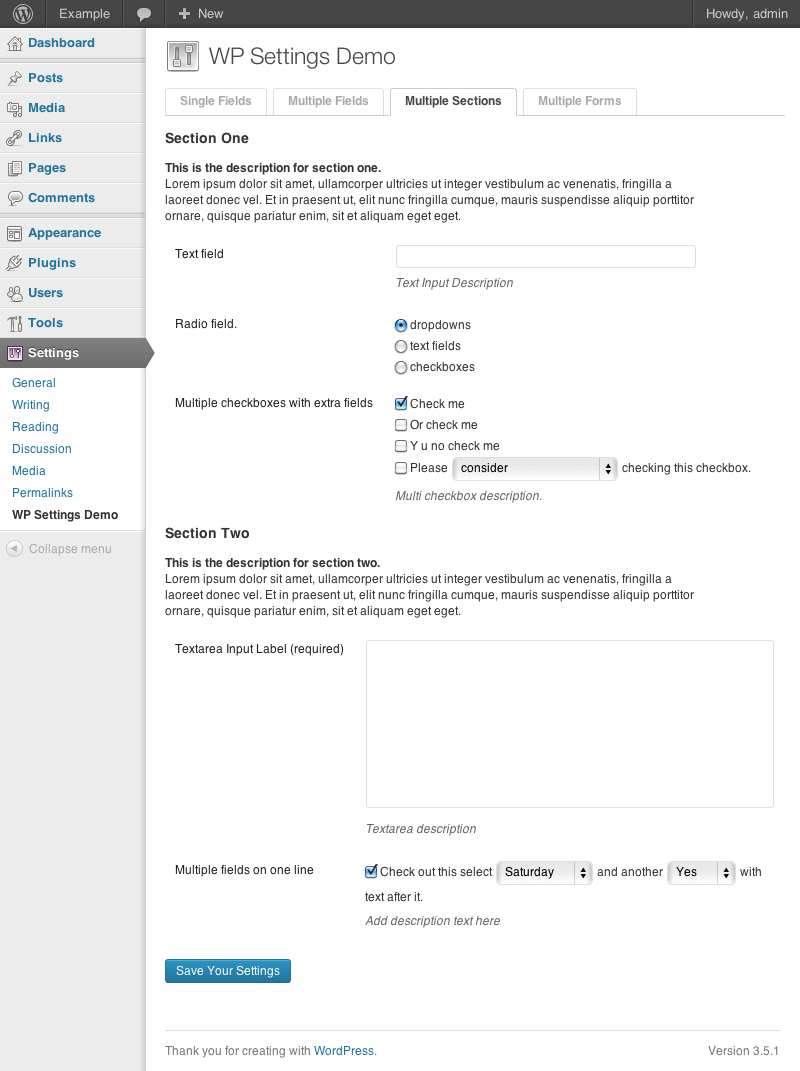 Example
New
Howdy, admin
Dashboard
Posts
Media
Links
Pages
Comments
Appearance
Plugins
Users
Tools
Settings
General
Writing
Reading
Discussion
Media
Permalinks
WP Settings Demo
Collapse menu
WP Settings Demo
Single Fields
Multiple Fields
Multiple Sections
Multiple Forms
Section One
This is the description for section one.
Lorem ipsum dolor sit amet, ullamcorper ultricies ut integer vestibulum ac venenatis, fringilla a
laoreet donec vel. Et in praesent ut, elit nunc fringilla cumque, mauris suspendisse aliquip porttitor
ornare, quisque pariatur enim, sit et aliquam eget eget.
Text field
Text Input Description
Radio field.
dropdowns
text fields
checkboxes
Multiple checkboxes with extra fields
Check me
Or check me
Y u no check me
Please consider checking this checkbox.
Multi checkbox description.
Section Two
This is the description for section two.
Lorem ipsum dolor sit amet, ullamcorper ultricies ut integer vestibulum ac venenatis, fringilla a
laoreet donec vel. Et in praesent ut, elit nunc fringilla cumque, mauris suspendisse aliquip porttitor
ornare, quisque pariatur enim, sit et aliquam eget eget.
Textarea Input Label (required)
Textarea description
Multiple fields on one line
Check out this select Saturday and another Yes with
text after it.
Add description text here
Save Your Settings
Thank you for creating with WordPress.
Version 3.5.1